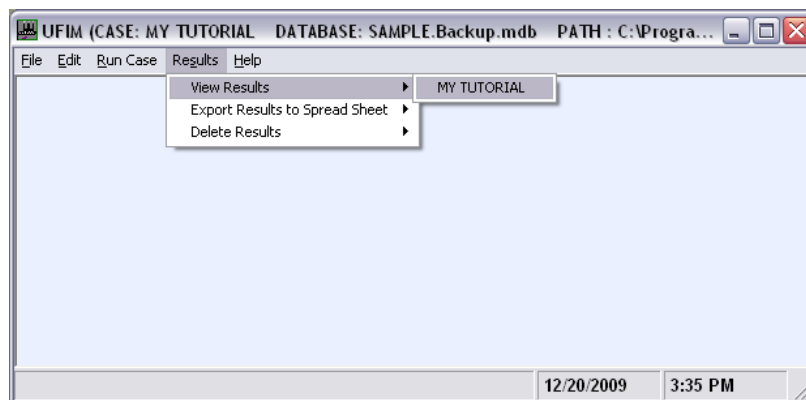 UFIM (CASE: MY TUTORIAL DATABASE: SAMPLE.Backup.mdb PATH : C:\Progra...
File Edit Run Case Results Help
View Results MY TUTORIAL
Export Results to Spread Sheet
Delete Results
12/20/2009 3:35 PM